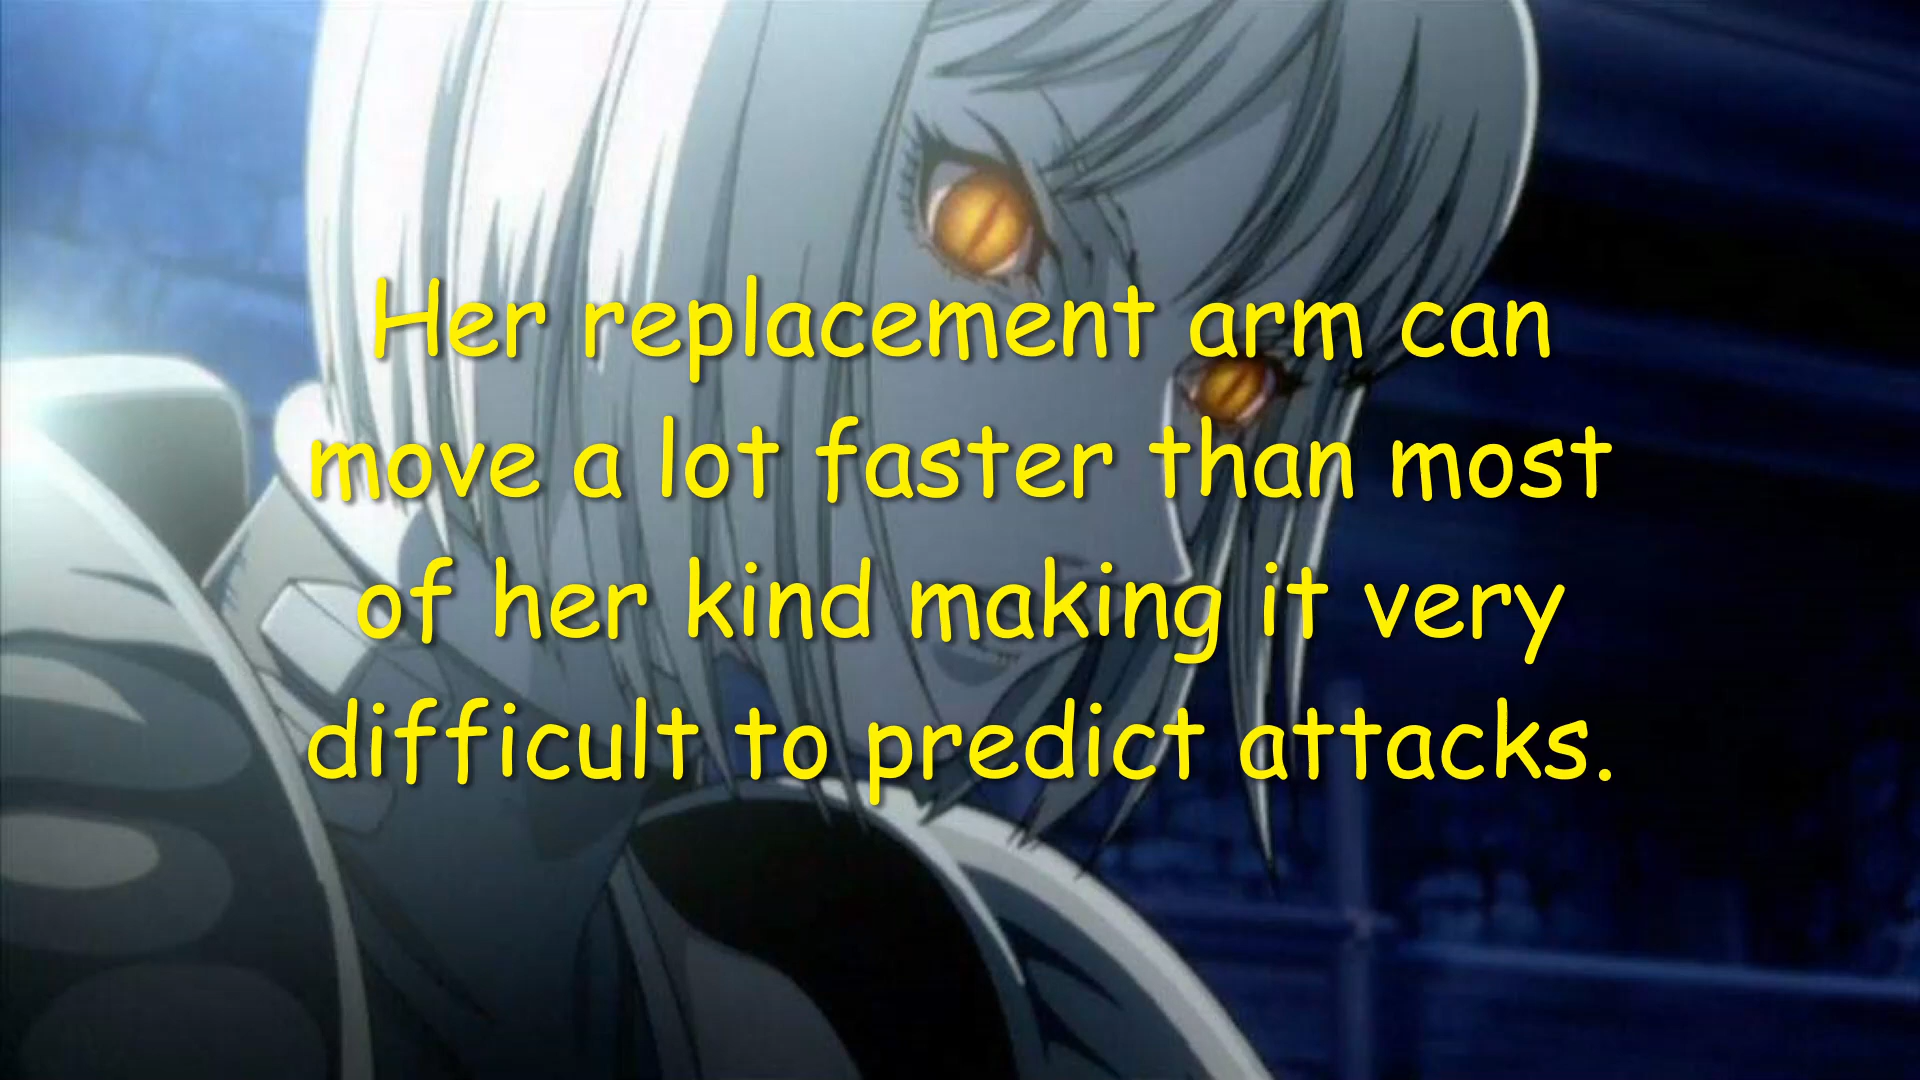 Her replacement arm can
move a lot faster than most
of her kind making it very
difficult to predict attacks.